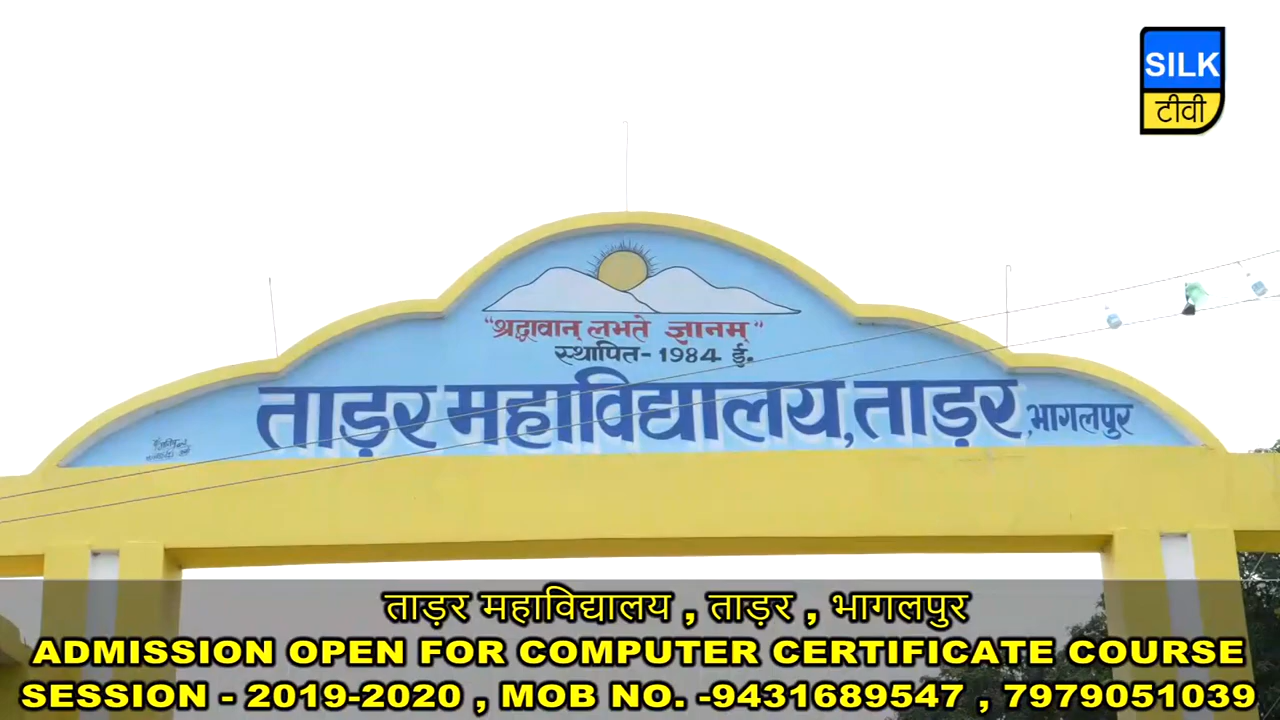 SILK
टीवी
"श्रद्धावान् लभते ज्ञानम्"
स्थापित- 1984 ई.
ताड़र महाविद्यालय, ताड़र, भागलपुर
ताड़र महाविद्यालय , ताड़र , भागलपुर
ADMISSION OPEN FOR COMPUTER CERTIFICATE COURSE
SESSION - 2019-2020 , MOB NO. -9431689547 , 7979051039